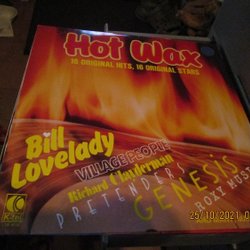 Hot Wax
16 ORIGINAL HITS, 16 ORIGINAL STARS
Bill
Lovelady
VILLAGE PEOPLE
Richard Clayderman
PRETENDERS
GENESIS
ROXY MUSIC
K-tel
25/10/2021 0